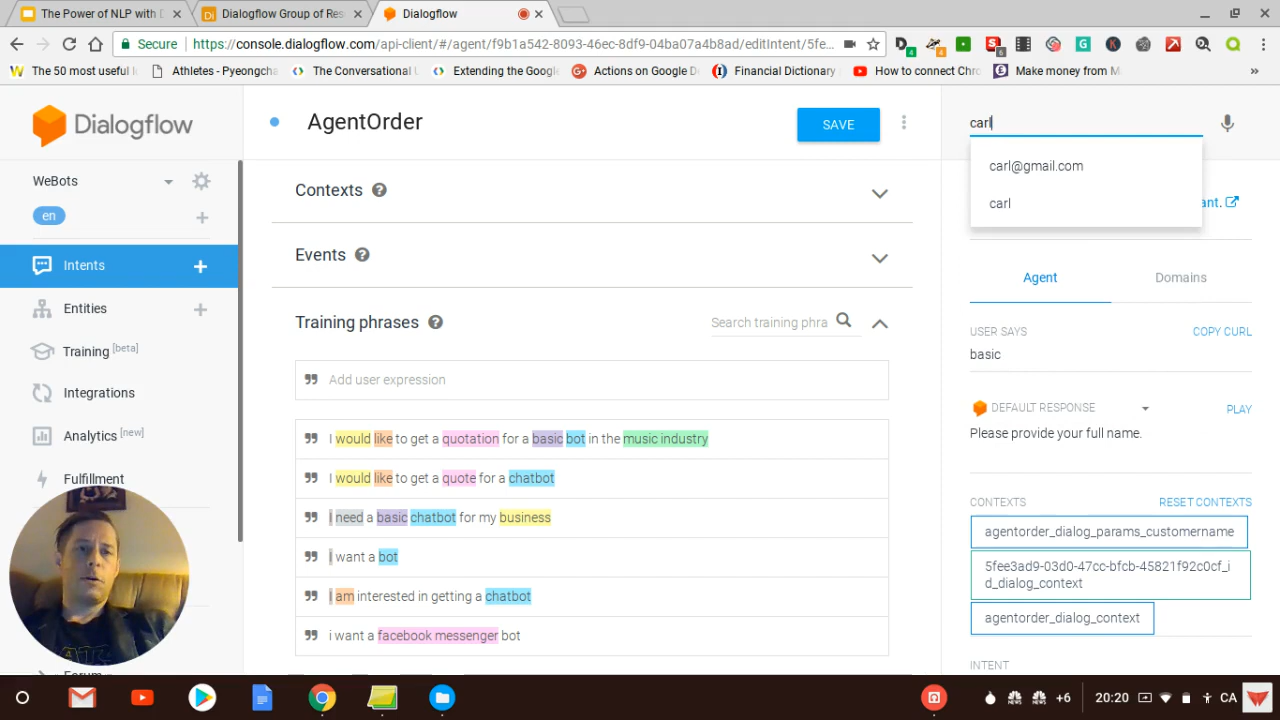 The Power of NLP with D
Dialogflow Group of Res
Dialogflow
Secure
https://console.dialogflow.com/api-client/#/agent/f9b1a542-8093-46ec-8df9-04ba07a4b8ad/editIntent/5fe
The 50 most useful
Athletes - Pyeongcha
The Conversational
Extending the Google
Actions on Google D
Financial Dictionary
How to connect Chr
Make money from M
Dialogflow
AgentOrder
SAVE
carl
carl@gmail.com
carl
ant.
WeBots
en
Intents
Entities
Training [beta]
Integrations
Analytics [new]
Fulfillment
Forum
Contexts
Events
Training phrases
Search training phra
Add user expression
I would like to get a quotation for a basic bot in the music industry
I would like to get a quote for a chatbot
I need a basic chatbot for my business
I want a bot
I am interested in getting a chatbot
i want a facebook messenger bot
Agent
Domains
USER SAYS
COPY CURL
basic
DEFAULT RESPONSE
PLAY
Please provide your full name.
CONTEXTS
RESET CONTEXTS
agentorder_dialog_params_customername
5fee3ad9-03d0-47cc-bfcb-45821f92c0cf_i
d_dialog_context
agentorder_dialog_context
INTENT
+6
20:20
CA